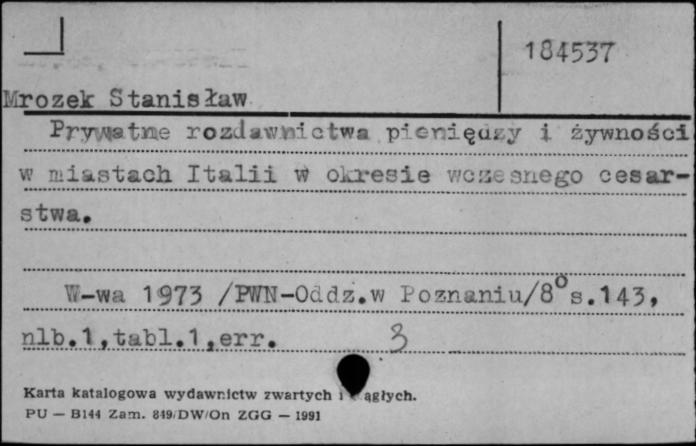 184537
Mrozek Stanisław
Prywatne rozdawnictwa pieniędzy i żywności
w miastach Italii w okresie wczesnego cesar-
stwa.
W-wa 1973 /PWN-Oddz.w Poznaniu/8° s.143,
nlb.1,tabl.1,err. 3
Karta katalogowa wydawnictw zwartych i ągłych.
PU — B144 Zam. 849/DW/On ZGG — 1991